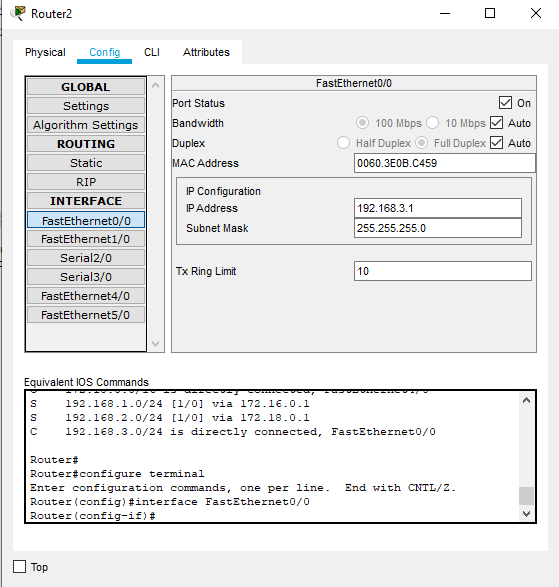 Router2
Physical Config CLI Attributes
GLOBAL
Settings
Algorithm Settings
ROUTING
Static
RIP
INTERFACE
FastEthernet0/0
FastEthernet1/0
Serial2/0
Serial3/0
FastEthernet4/0
FastEthernet5/0
FastEthernet0/0
Port Status On
Bandwidth 100 Mbps 10 Mbps Auto
Duplex Half Duplex Full Duplex Auto
MAC Address 0060.3E0B.C459
IP Configuration
IP Address 192.168.3.1
Subnet Mask 255.255.255.0
Tx Ring Limit 10
Equivalent IOS Commands
is directly connected,
S 192.168.1.0/24 [1/0] via 172.16.0.1
S 192.168.2.0/24 [1/0] via 172.18.0.1
C 192.168.3.0/24 is directly connected, FastEthernet0/0
Router#
Router#configure terminal
Enter configuration commands, one per line. End with CNTL/Z.
Router(config)#interface FastEthernet0/0
Router(config-if)#
Top